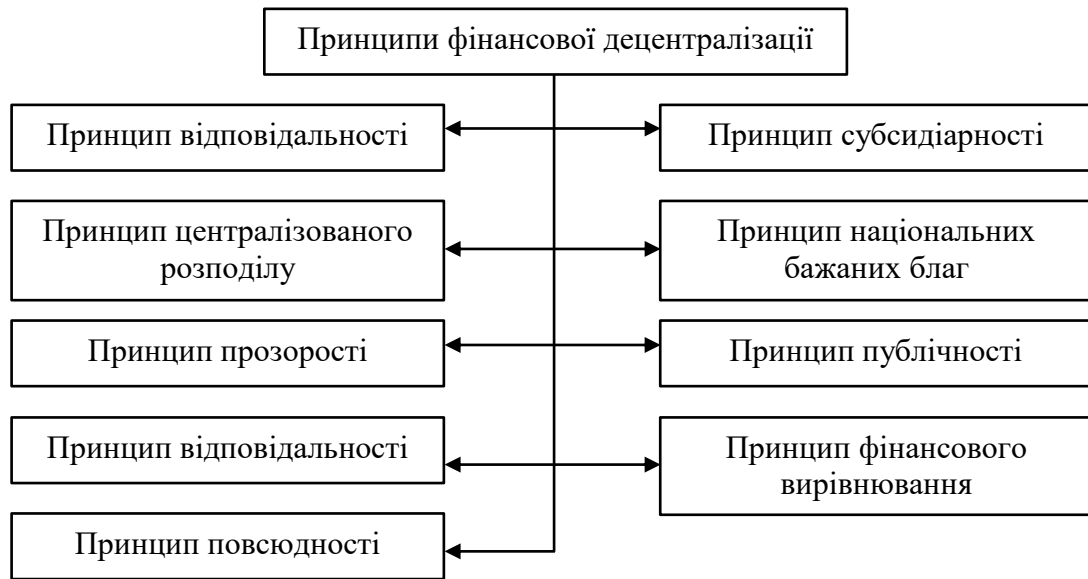 Принципи фінансової децентралізації
Принцип відповідальності
Принцип субсидіарності
Принцип централізованого
розподілу
Принцип національних
бажаних благ
Принцип прозорості
Принцип публічності
Принцип відповідальності
Принцип фінансового
вирівнювання
Принцип повсюдності